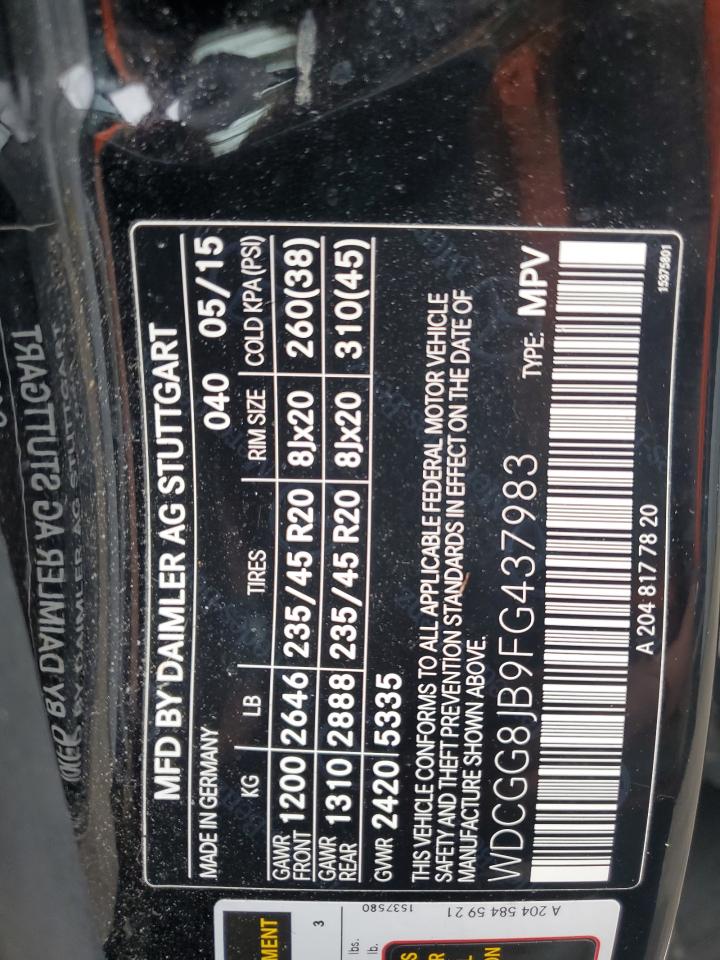 MFD BY DAIMLER AG STUTTGART
MADE IN GERMANY 040 05/15
KG LB TIRES RIM SIZE COLD KPA (PSI)
GAWR FRONT 1200 2646 235/45 R20 8Jx20 260(38)
GAWR REAR 1310 2888 235/45 R20 8Jx20 310(45)
GVWR 2420 5335
THIS VEHICLE CONFORMS TO ALL APPLICABLE FEDERAL MOTOR VEHICLE
SAFETY AND THEFT PREVENTION STANDARDS IN EFFECT ON THE DATE OF
MANUFACTURE SHOWN ABOVE.
WDCGG8JB9FG437983 TYPE: MPV
A 204 817 78 20
15375801
A 204 584 59 21
1537580
3
lbs.
lb.